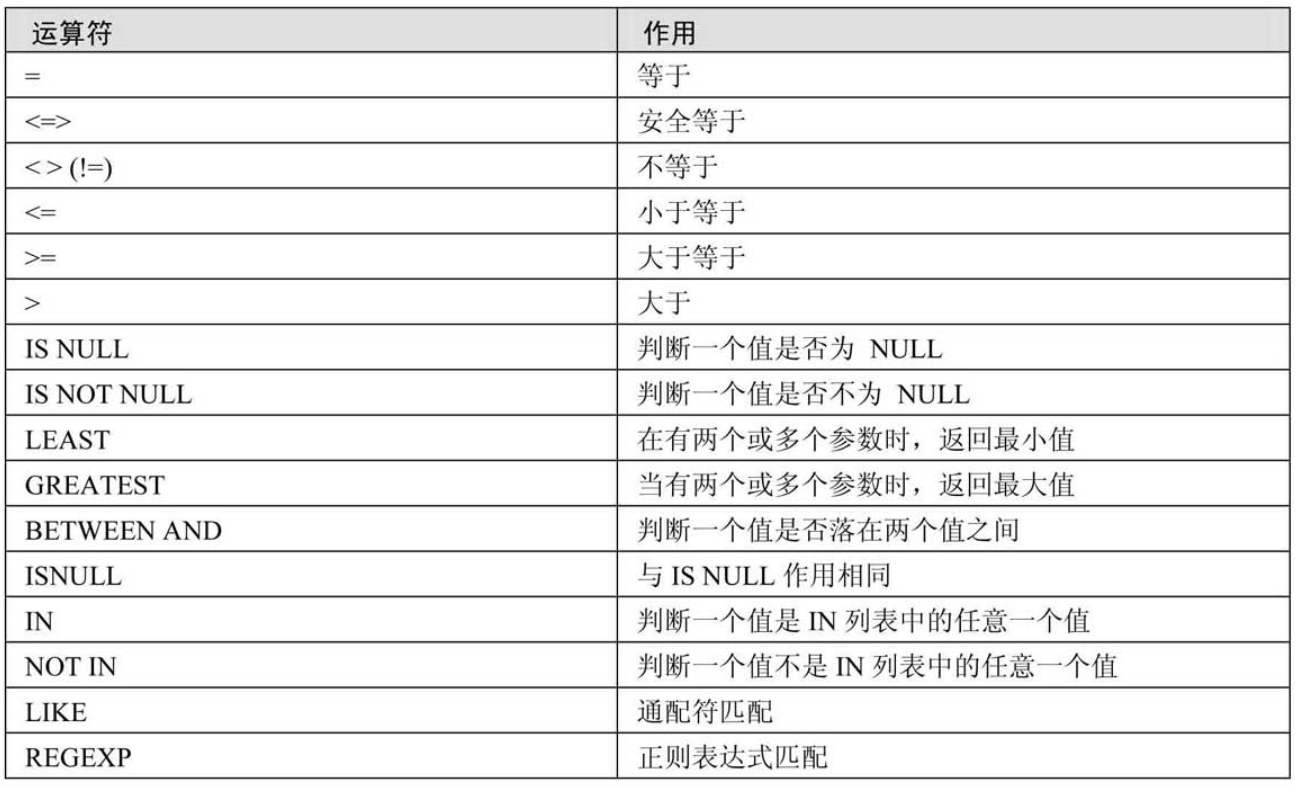 运算符 作用
= 等于
<=> 安全等于
< > (!=) 不等于
<= 小于等于
>= 大于等于
> 大于
IS NULL 判断一个值是否为 NULL
IS NOT NULL 判断一个值是否不为 NULL
LEAST 在有两个或多个参数时，返回最小值
GREATEST 当有两个或多个参数时，返回最大值
BETWEEN AND 判断一个值是否落在两个值之间
ISNULL 与 IS NULL 作用相同
IN 判断一个值是 IN 列表中的任意一个值
NOT IN 判断一个值不是 IN 列表中的任意一个值
LIKE 通配符匹配
REGEXP 正则表达式匹配